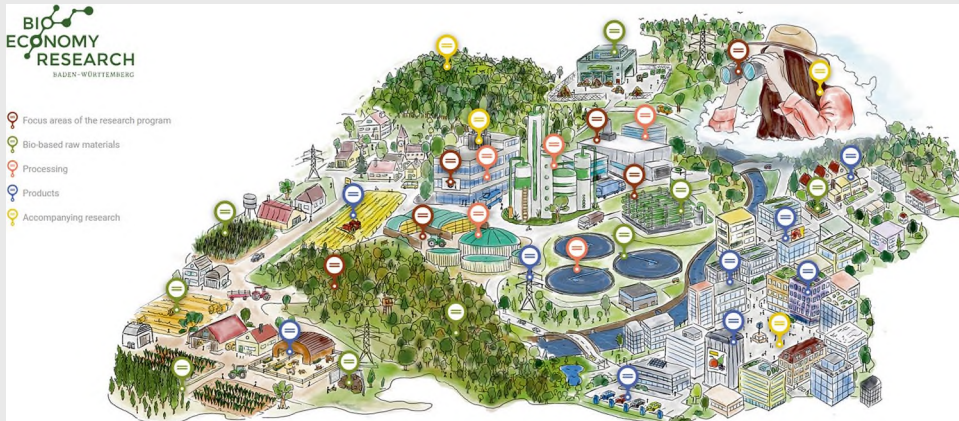 BIO
ECONOMY
RESEARCH
BADEN-WÜRTTEMBERG
Focus areas of the research program
Bio-based raw materials
Processing
Products
Accompanying research